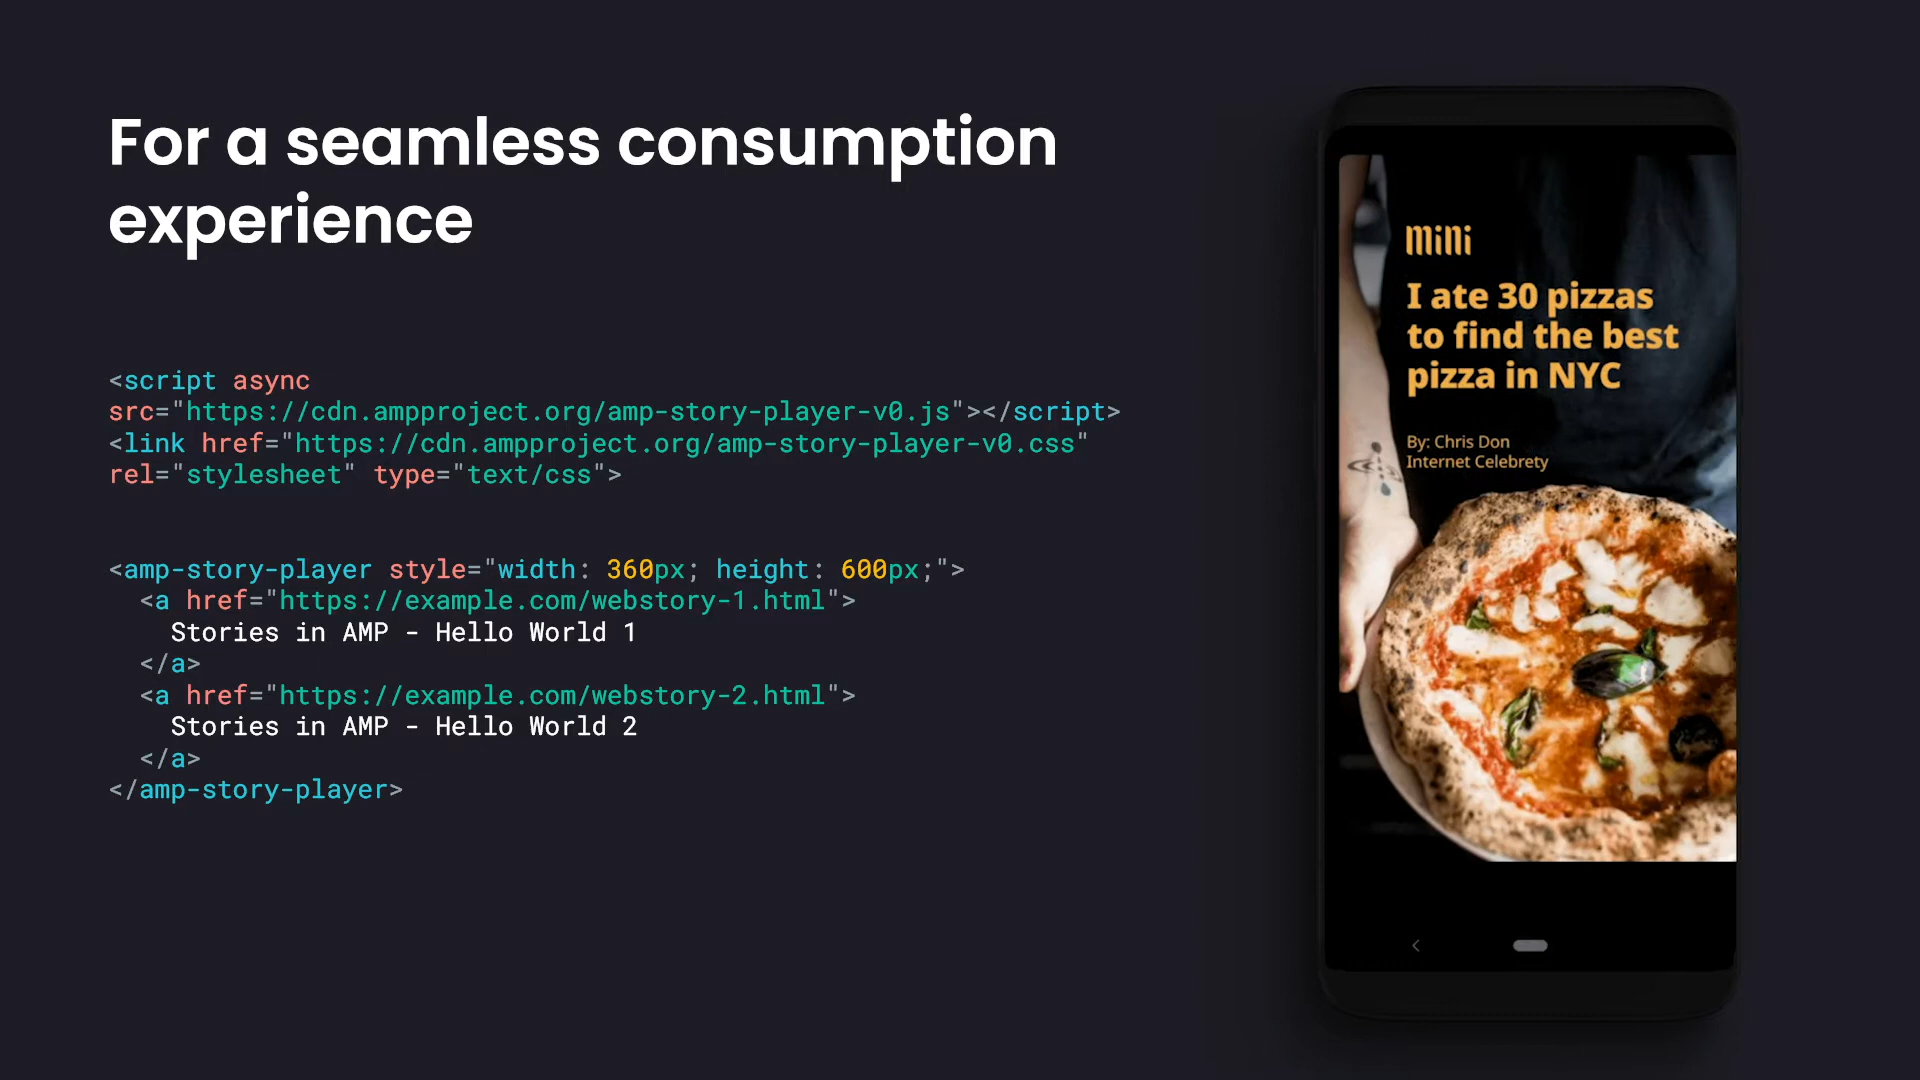 For a seamless consumption
experience
<script async
src="https://cdn.ampproject.org/amp-story-player-v0.js"></script>
<link href="https://cdn.ampproject.org/amp-story-player-v0.css"
rel="stylesheet" type="text/css">
<amp-story-player style="width: 360px; height: 600px;">
<a href="https://example.com/webstory-1.html">
Stories in AMP - Hello World 1
</a>
<a href="https://example.com/webstory-2.html">
Stories in AMP - Hello World 2
</a>
</amp-story-player>
mini
I ate 30 pizzas
to find the best
pizza in NYC
By: Chris Don
Internet Celebrety